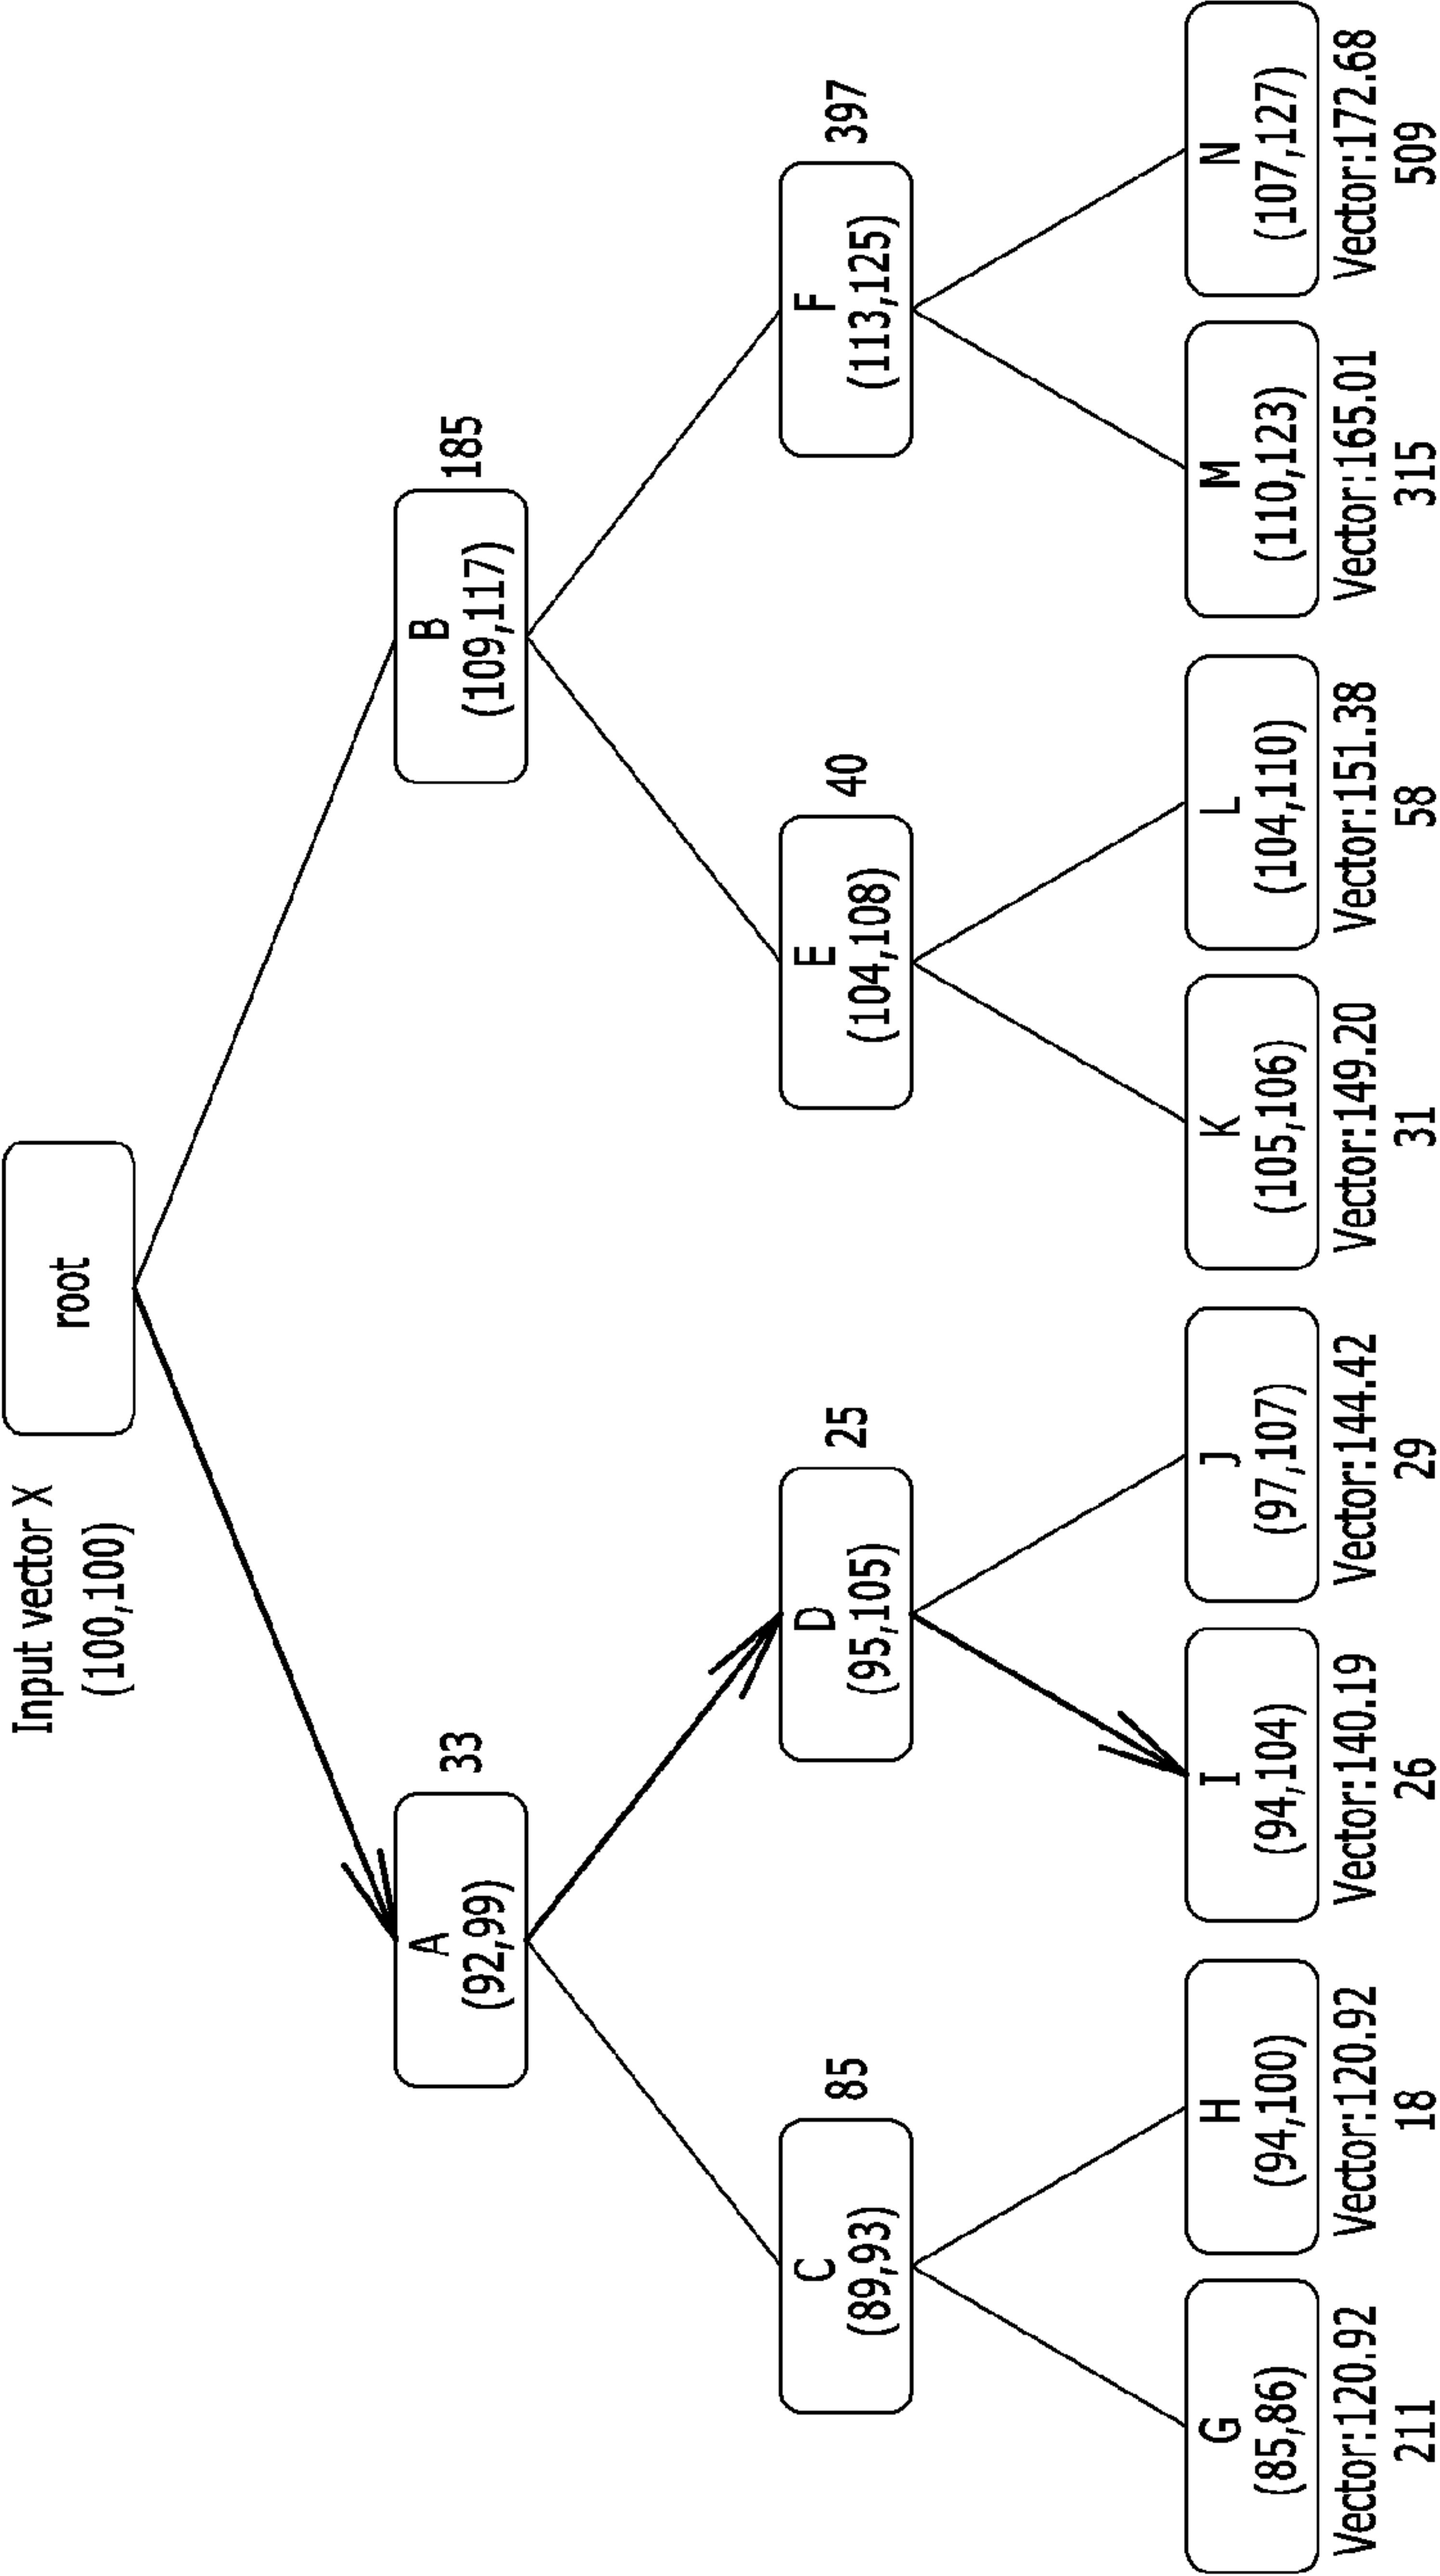 Input vector X
(100,100)
root
A
(92,99)
33
B
(109,117)
185
C
(89,93)
85
D
(95,105)
25
E
(104,108)
40
F
(113,125)
397
G
(85,86)
Vector:120.92
211
H
(94,100)
Vector:120.92
18
I
(94,104)
Vector:140.19
26
J
(97,107)
Vector:144.42
29
K
(105,106)
Vector:149.20
31
L
(104,110)
Vector:151.38
58
M
(110,123)
Vector:165.01
315
N
(107,127)
Vector:172.68
509